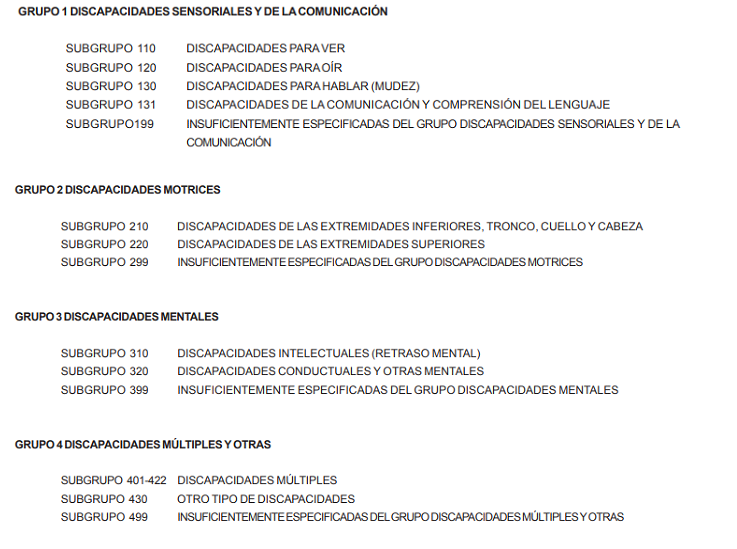 GRUPO 1 DISCAPACIDADES SENSORIALES Y DE LA COMUNICACIÓN
SUBGRUPO 110 DISCAPACIDADES PARA VER
SUBGRUPO 120 DISCAPACIDADES PARA OÍR
SUBGRUPO 130 DISCAPACIDADES PARA HABLAR (MUDEZ)
SUBGRUPO 131 DISCAPACIDADES DE LA COMUNICACIÓN Y COMPRENSIÓN DEL LENGUAJE
SUBGRUPO199 INSUFICIENTEMENTE ESPECIFICADAS DEL GRUPO DISCAPACIDADES SENSORIALES Y DE LA
COMUNICACIÓN
GRUPO 2 DISCAPACIDADES MOTRICES
SUBGRUPO 210 DISCAPACIDADES DE LAS EXTREMIDADES INFERIORES, TRONCO, CUELLO Y CABEZA
SUBGRUPO 220 DISCAPACIDADES DE LAS EXTREMIDADES SUPERIORES
SUBGRUPO 299 INSUFICIENTEMENTE ESPECIFICADAS DEL GRUPO DISCAPACIDADES MOTRICES
GRUPO 3 DISCAPACIDADES MENTALES
SUBGRUPO 310 DISCAPACIDADES INTELECTUALES (RETRASO MENTAL)
SUBGRUPO 320 DISCAPACIDADES CONDUCTUALES Y OTRAS MENTALES
SUBGRUPO 399 INSUFICIENTEMENTE ESPECIFICADAS DEL GRUPO DISCAPACIDADES MENTALES
GRUPO 4 DISCAPACIDADES MÚLTIPLES Y OTRAS
SUBGRUPO 401-422 DISCAPACIDADES MÚLTIPLES
SUBGRUPO 430 OTRO TIPO DE DISCAPACIDADES
SUBGRUPO 499 INSUFICIENTEMENTE ESPECIFICADAS DEL GRUPO DISCAPACIDADES MÚLTIPLES Y OTRAS